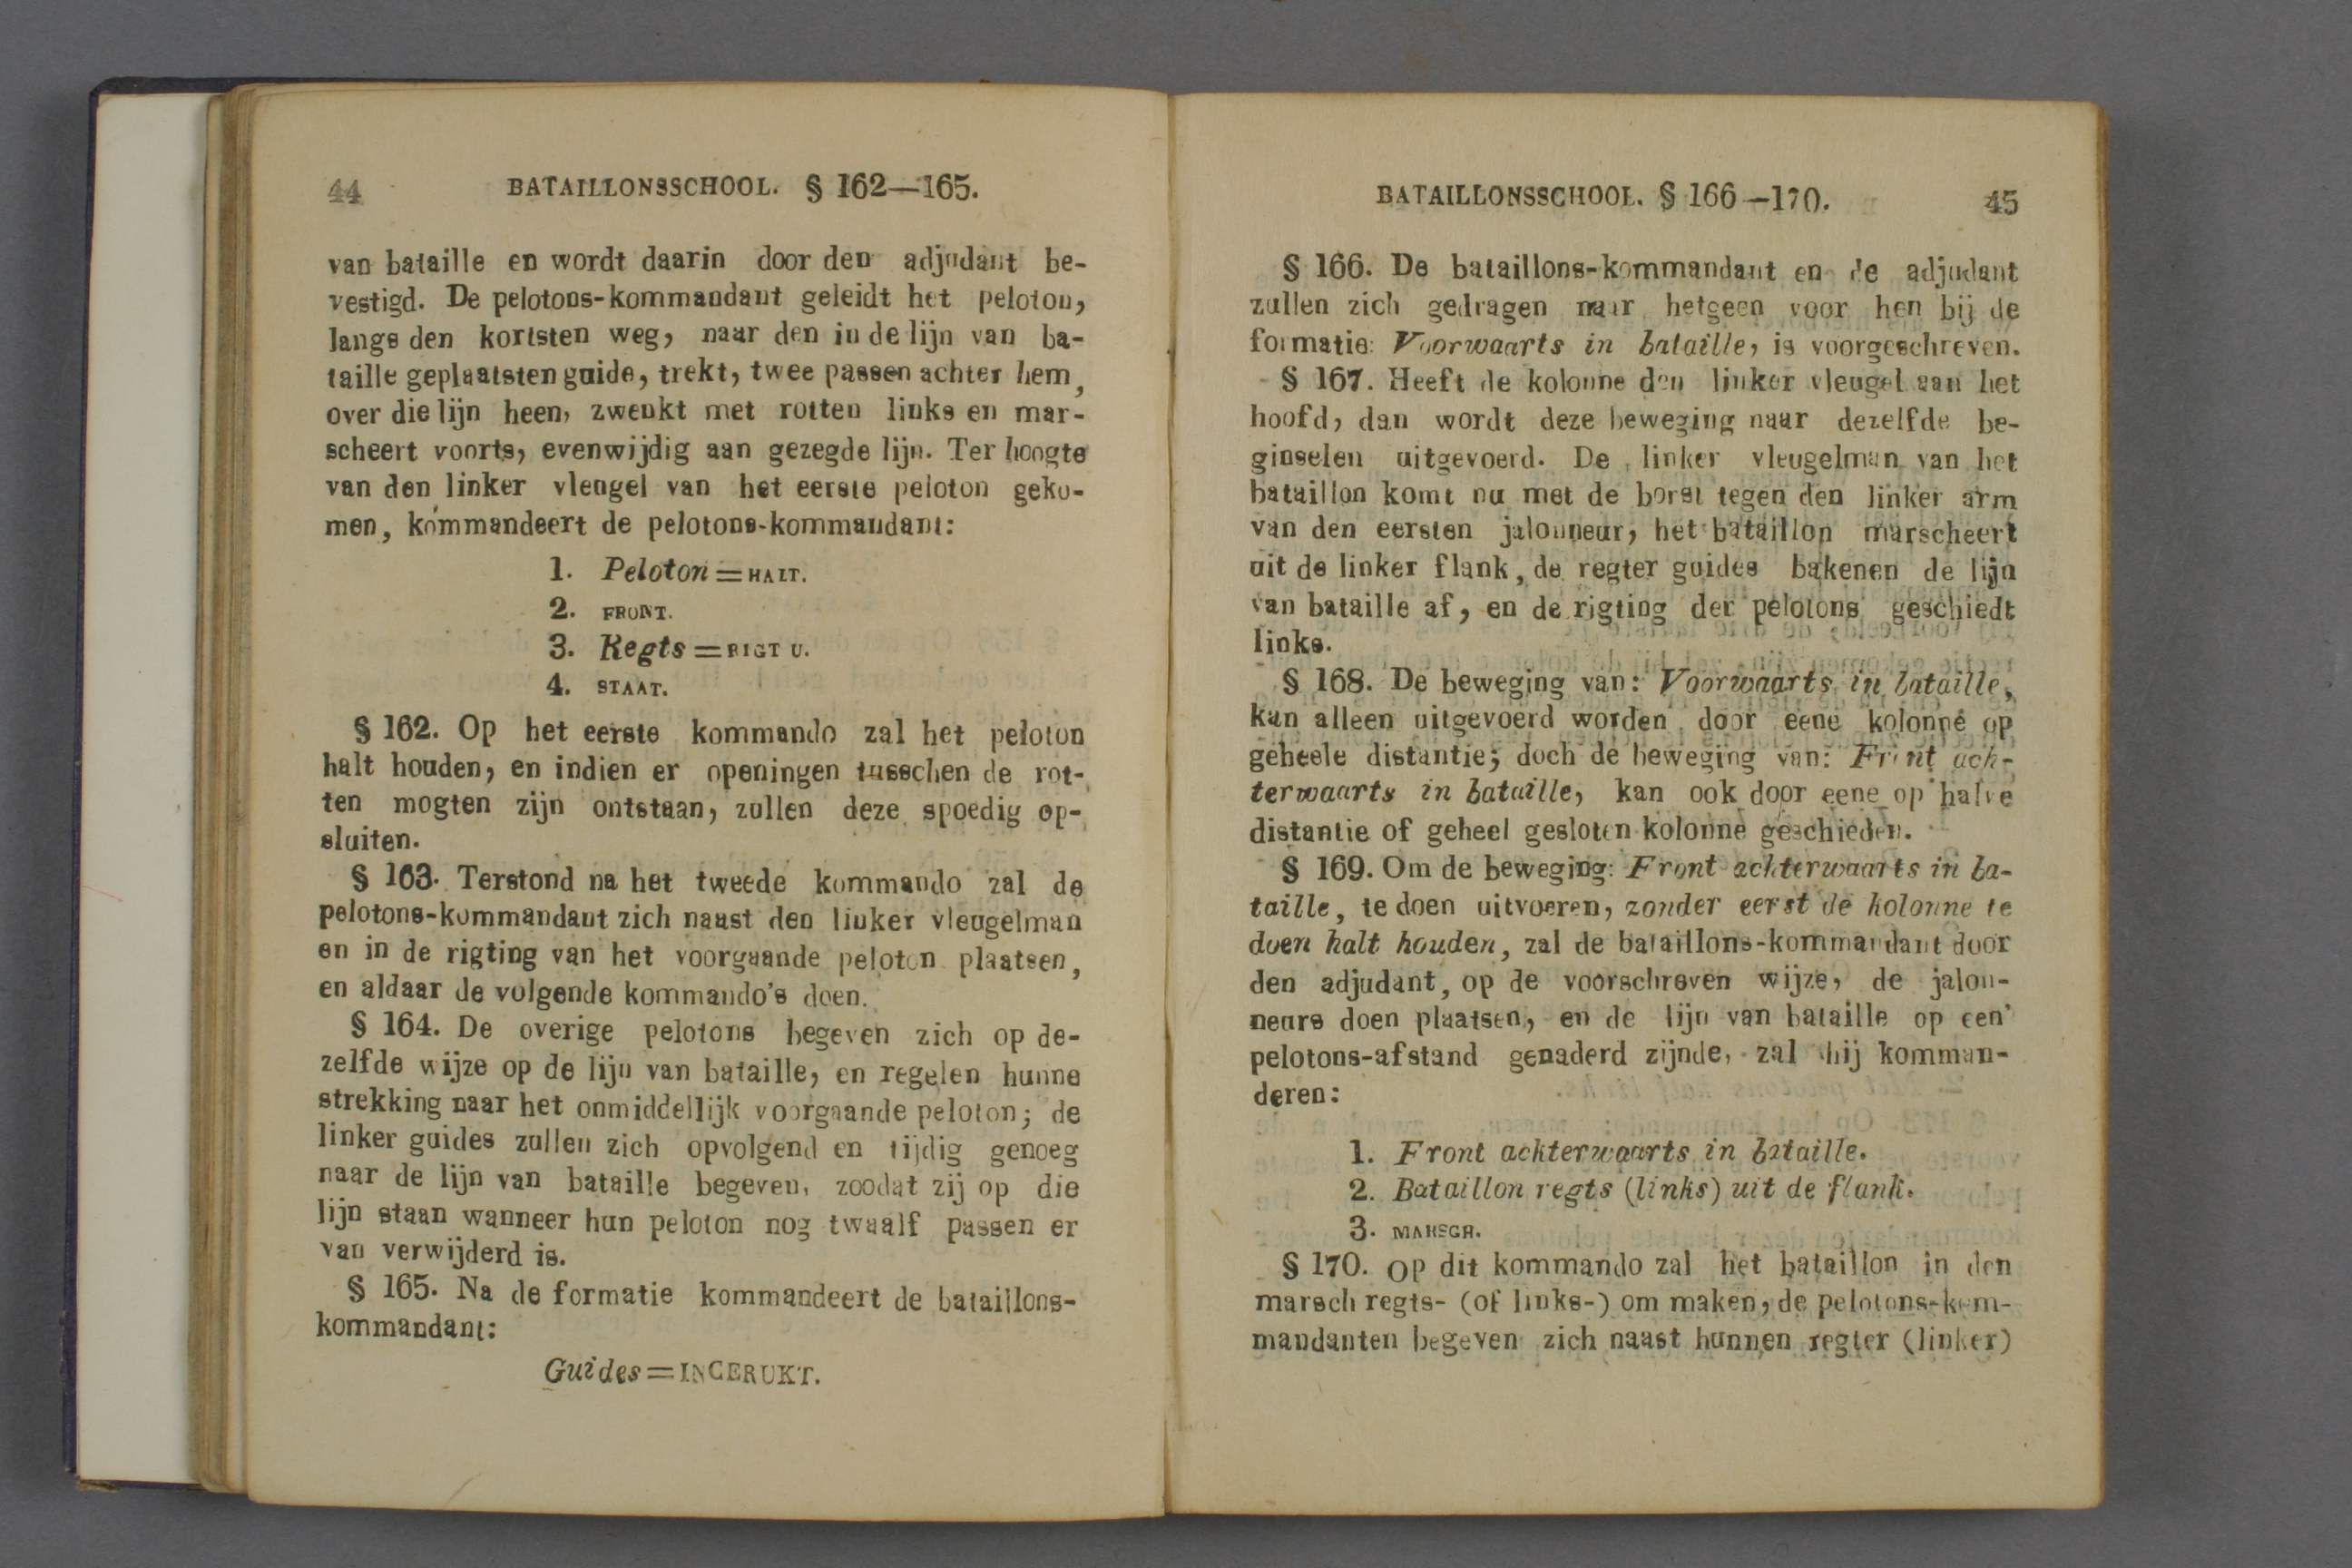 44 BATAILLONSSCHOOL. § 162—165.
van bataille en wordt daarin door den adjudant be-
vestigd. De pelotons-kommandant geleidt het peloton,
langs den kortsten weg, naar den in de lijn van ba-
taille geplaatsten guide, trekt, twee passen achter hem,
over die lijn heen, zwenkt met rotten links en mar-
scheert voorts, evenwijdig aan gezegde lijn. Ter hoogte
van den linker vleugel van het eerste peloton geko-
men, kommandeert de pelotons-kommandant:
1. Peloton = HALT.
2. FRONT.
3. Regts = RIGT U.
4. STAAT.
§ 162. Op het eerste kommando zal het peloton
halt houden, en indien er openingen tusschen de rot-
ten mogten zijn ontstaan, zullen deze spoedig op-
sluiten.
§ 163. Terstond na het tweede kommando zal de
pelotons-kommandant zich naast den linker vleugelman
en in de rigting van het voorgaande peloton plaatsen,
en aldaar de volgende kommando's doen.
§ 164. De overige pelotons begeven zich op de-
zelfde wijze op de lijn van bataille, en regelen hunne
strekking naar het onmiddellijk voorgaande peloton; de
linker guides zullen zich opvolgend en tijdig genoeg
naar de lijn van bataille begeven, zoodat zij op die
lijn staan wanneer hun peloton nog twaalf passen er
van verwijderd is.
§ 165. Na de formatie kommandeert de bataillons-
kommandant:
Guides = INGERUKT.
BATAILLONSSCHOOL. § 166—170. 45
§ 166. De bataillons-kommandant en de adjudant
zullen zich gedragen naar hetgeen voor hen bij de
formatie: Voorwaarts in bataille, is voorgeschreven.
§ 167. Heeft de kolonne den linker vleugel aan het
hoofd, dan wordt deze beweging naar dezelfde be-
ginselen uitgevoerd. De linker vleugelman van het
bataillon komt nu met de borst tegen den linker arm
van den eersten jalonneur, het bataillon marscheert
uit de linker flank, de regter guides bakenen de lijn
van bataille af, en de rigting der pelotons geschiedt
links.
§ 168. De beweging van: Voorwaarts in bataille,
kan alleen uitgevoerd worden door eene kolonne op
geheele distantie; doch de beweging van: Front ach-
terwaarts in bataille, kan ook door eene op halve
distantie of geheel gesloten kolonne geschieden.
§ 169. Om de beweging: Front achterwaarts in ba-
taille, te doen uitvoeren, zonder eerst de kolonne te
doen halt houden, zal de bataillons-kommandant door
den adjudant, op de voorschreven wijze, de jalon-
neurs doen plaatsen, en de lijn van bataille op een'
pelotons-afstand genaderd zijnde, zal hij komman-
deren:
1. Front achterwaarts in bataille.
2. Bataillon regts (links) uit de flank.
3. MARSCH.
§ 170. Op dit kommando zal het bataillon in den
marsch regts- (of links-) om maken, de pelotons-kom-
mandanten begeven zich naast hunnen regter (linker)